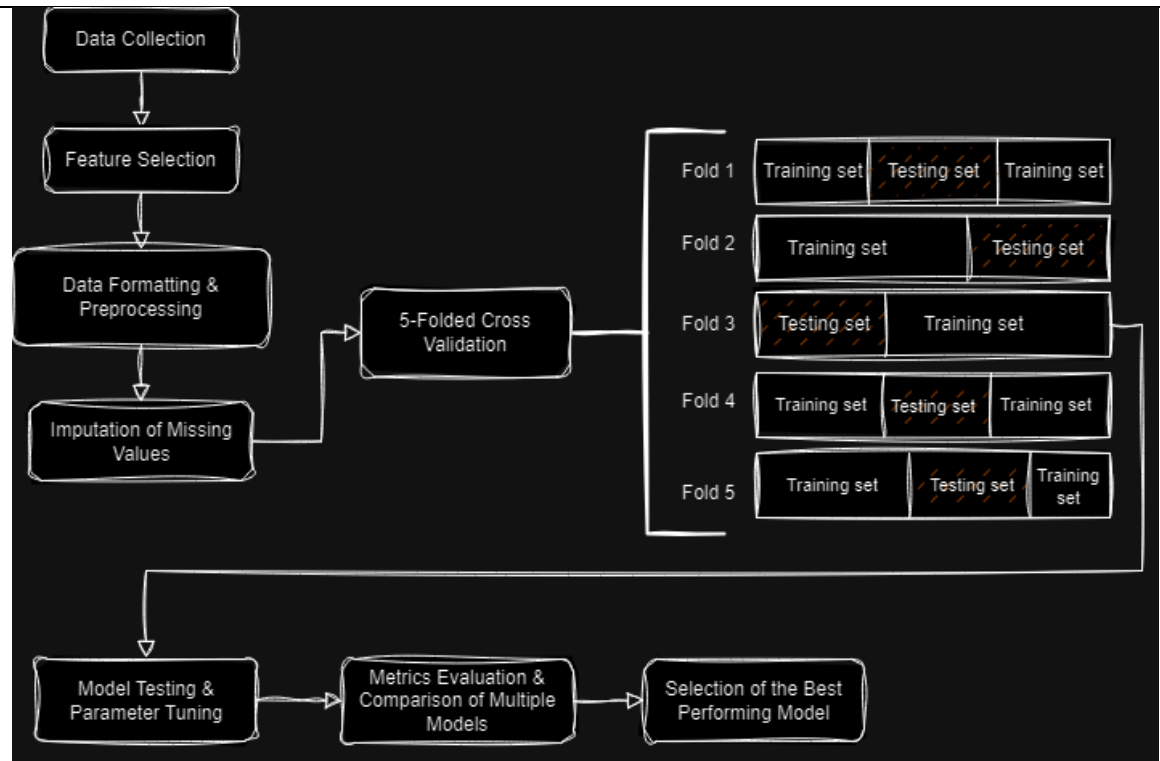 Data Collection
Feature Selection
Data Formatting &
Preprocessing
Imputation of Missing
Values
5-Folded Cross
Validation
Fold 1
Training set
Testing set
Training set
Fold 2
Training set
Testing set
Fold 3
Testing set
Training set
Fold 4
Training set
Testing set
Training set
Fold 5
Training set
Testing set
Training
set
Model Testing &
Parameter Tuning
Metrics Evaluation &
Comparison of Multiple
Models
Selection of the Best
Performing Model